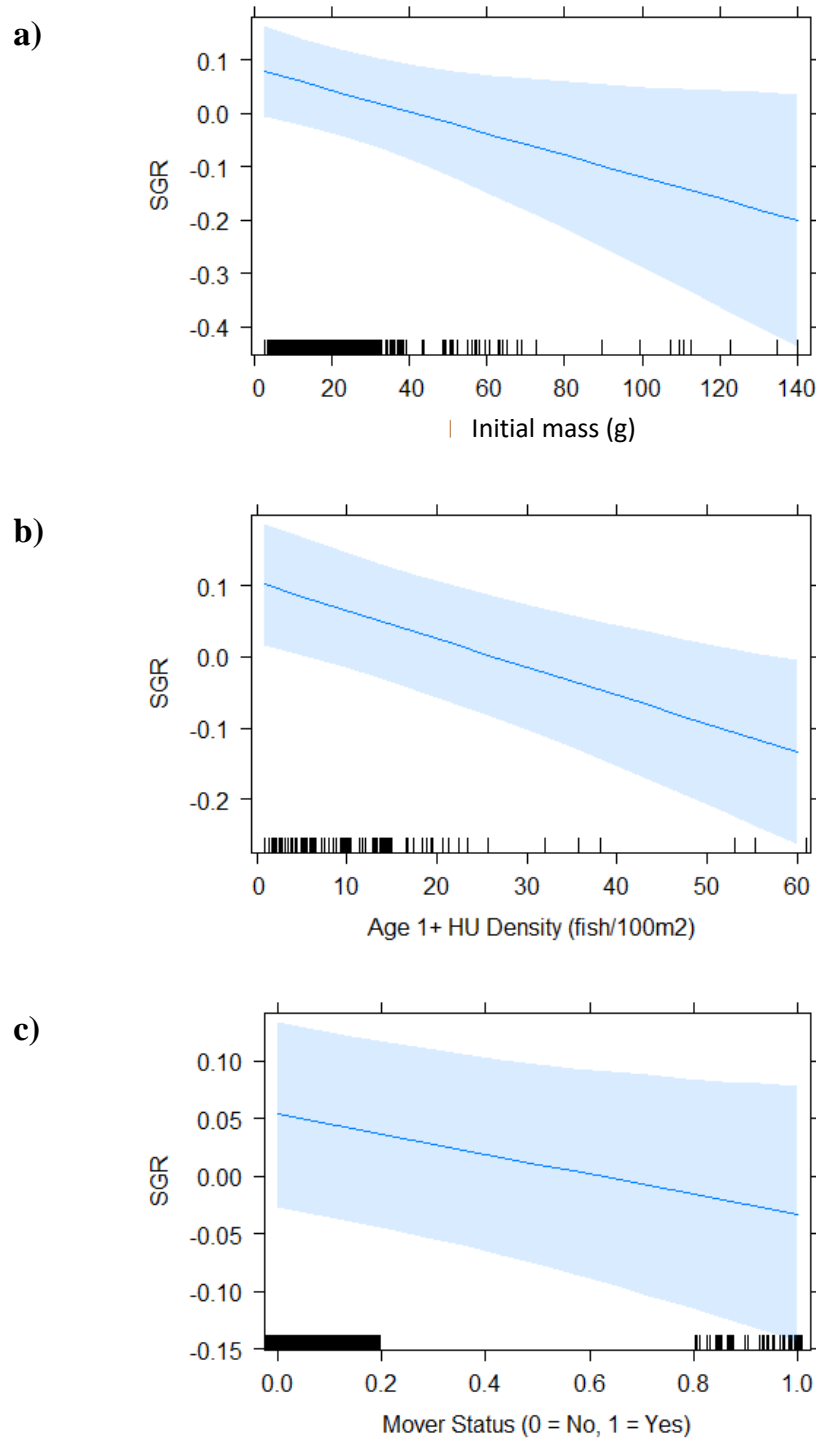 a)
0.1
0.0
-0.1
-0.2
-0.3
-0.4
SGR
0 20 40 60 80 100 120 140
Initial mass (g)
b)
0.1
0.0
-0.1
-0.2
SGR
0 10 20 30 40 50 60
Age 1+ HU Density (fish/100m2)
c)
0.10
0.05
0.00
-0.05
-0.10
-0.15
SGR
0.0 0.2 0.4 0.6 0.8 1.0
Mover Status (0 = No, 1 = Yes)